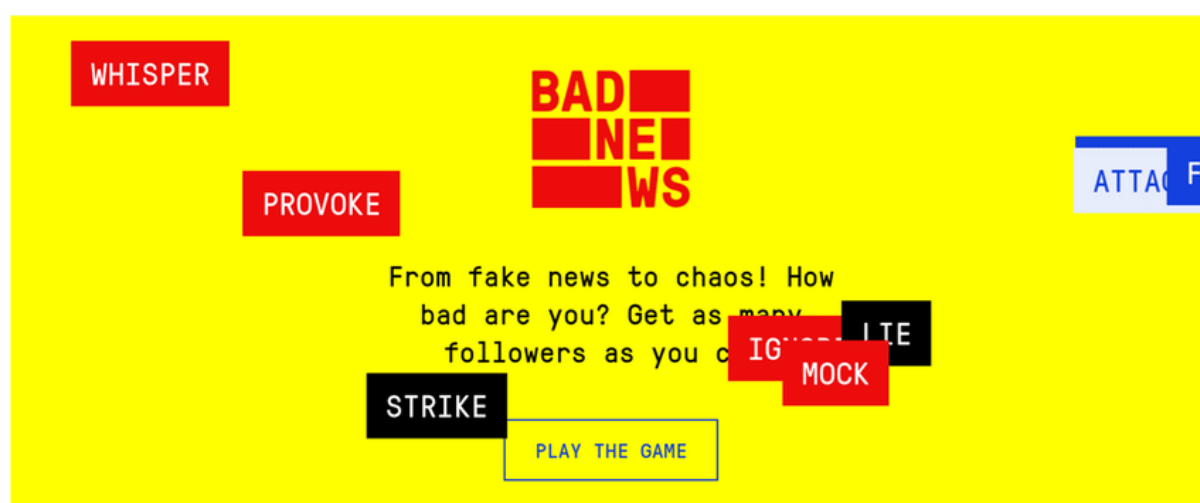 WHISPER
BAD
NE
WS
PROVOKE
From fake news to chaos! How
bad are you? Get as many
followers as you
LIE
MOCK
STRIKE
PLAY THE GAME